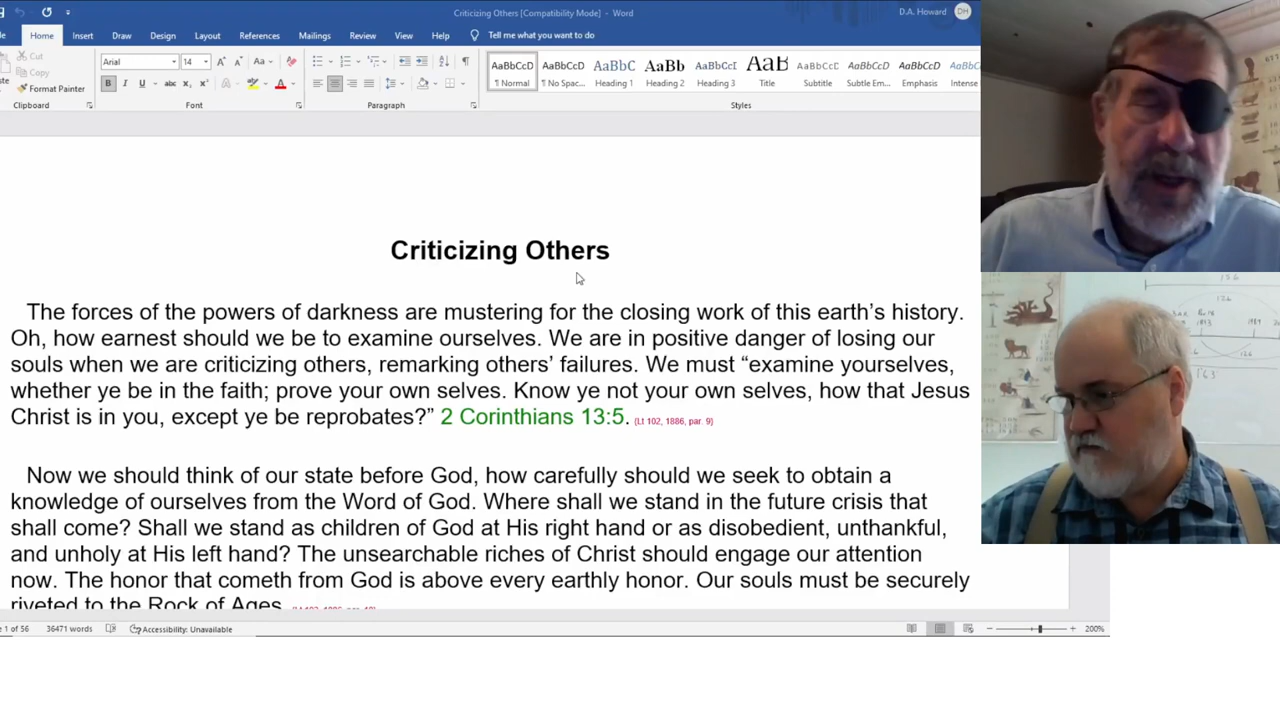 Criticizing Others [Compatibility Mode] - Word
D.A. Howard
DH
Home Insert Draw Design Layout References Mailings Review View Help Tell me what you want to do
Cut
Copy
Format Painter
Clipboard
Arial 14
Font
Paragraph
AaBbCcD AaBbCcD AaBbC AaBb AaBbCcI AaB AaBbCcD AaBbCcD AaBbCcD AaBbC
¶ Normal ¶ No Spac... Heading 1 Heading 2 Heading 3 Title Subtitle Subtle Em... Emphasis Intense
Styles
Criticizing Others
The forces of the powers of darkness are mustering for the closing work of this earth’s history.
Oh, how earnest should we be to examine ourselves. We are in positive danger of losing our
souls when we are criticizing others, remarking others’ failures. We must “examine yourselves,
whether ye be in the faith; prove your own selves. Know ye not your own selves, how that Jesus
Christ is in you, except ye be reprobates?” 2 Corinthians 13:5. (Lt 102, 1886, par. 9)
Now we should think of our state before God, how carefully should we seek to obtain a
knowledge of ourselves from the Word of God. Where shall we stand in the future crisis that
shall come? Shall we stand as children of God at His right hand or as disobedient, unthankful,
and unholy at His left hand? The unsearchable riches of Christ should engage our attention
now. The honor that cometh from God is above every earthly honor. Our souls must be securely
riveted to the Rock of Ages. (Lt 102, 1886, par. 10)
1 of 56 36471 words Accessibility: Unavailable 200%